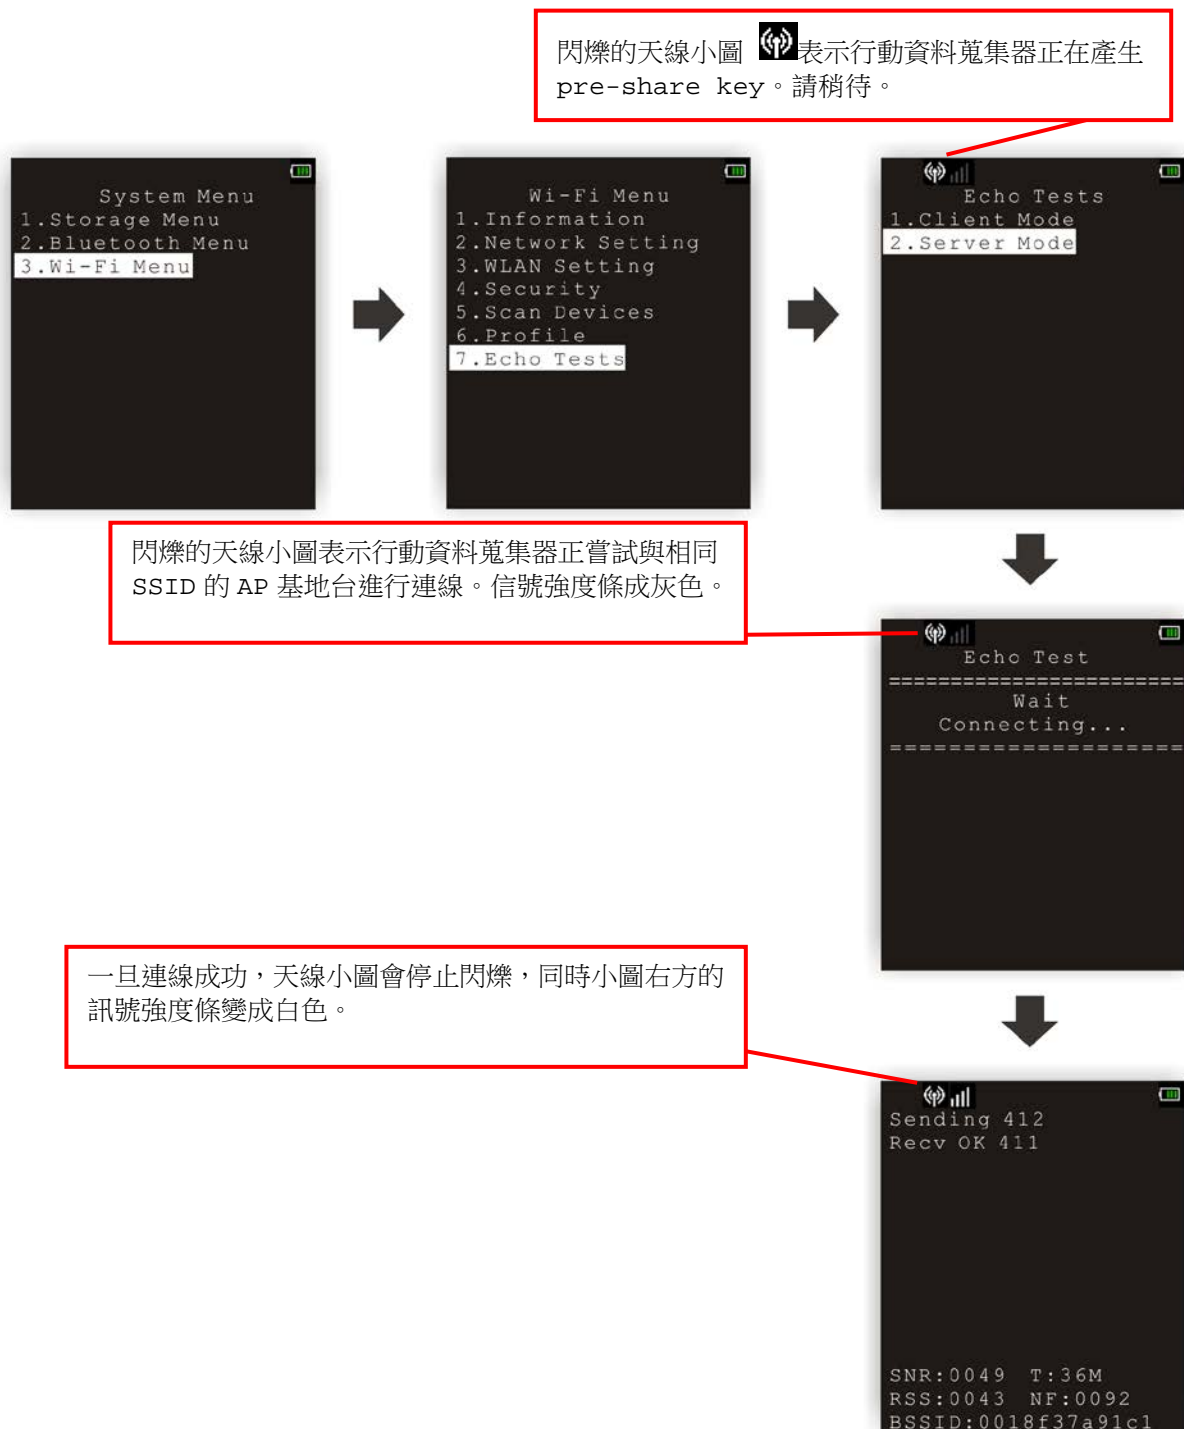 閃爍的天線小圖 表示行動資料蒐集器正在產生
pre-share key。請稍待。
System Menu
1.Storage Menu
2.Bluetooth Menu
3.Wi-Fi Menu
Wi-Fi Menu
1.Information
2.Network Setting
3.WLAN Setting
4.Security
5.Scan Devices
6.Profile
7.Echo Tests
Echo Tests
1.Client Mode
2.Server Mode
閃爍的天線小圖表示行動資料蒐集器正嘗試與相同
SSID 的 AP 基地台進行連線。信號強度條成灰色。
Echo Test
========================
Wait
Connecting...
====================
一旦連線成功，天線小圖會停止閃爍，同時小圖右方的
訊號強度條變成白色。
Sending 412
Recv OK 411
SNR:0049 T:36M
RSS:0043 NF:0092
BSSID:0018f37a91c1